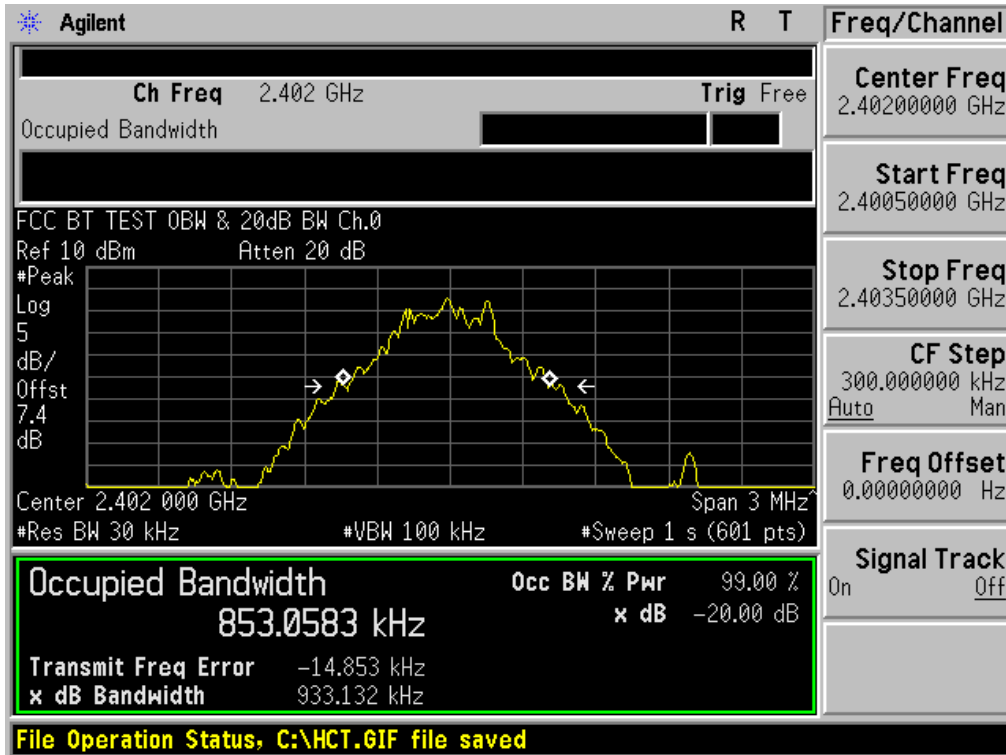 Agilent R T
Ch Freq 2.402 GHz Trig Free
Occupied Bandwidth
FCC BT TEST OBW & 20dB BW Ch.0
Ref 10 dBm Atten 20 dB
#Peak
Log
5
dB/
Offst
7.4
dB
Center 2.402 000 GHz Span 3 MHz^
#Res BW 30 kHz #VBW 100 kHz #Sweep 1 s (601 pts)
Occupied Bandwidth
853.0583 kHz
Occ BW % Pwr 99.00 %
x dB -20.00 dB
Transmit Freq Error -14.853 kHz
x dB Bandwidth 933.132 kHz
File Operation Status, C:\HCT.GIF file saved
Freq/Channel
Center Freq
2.40200000 GHz
Start Freq
2.40050000 GHz
Stop Freq
2.40350000 GHz
CF Step
300.000000 kHz
Auto Man
Freq Offset
0.00000000 Hz
Signal Track
On Off